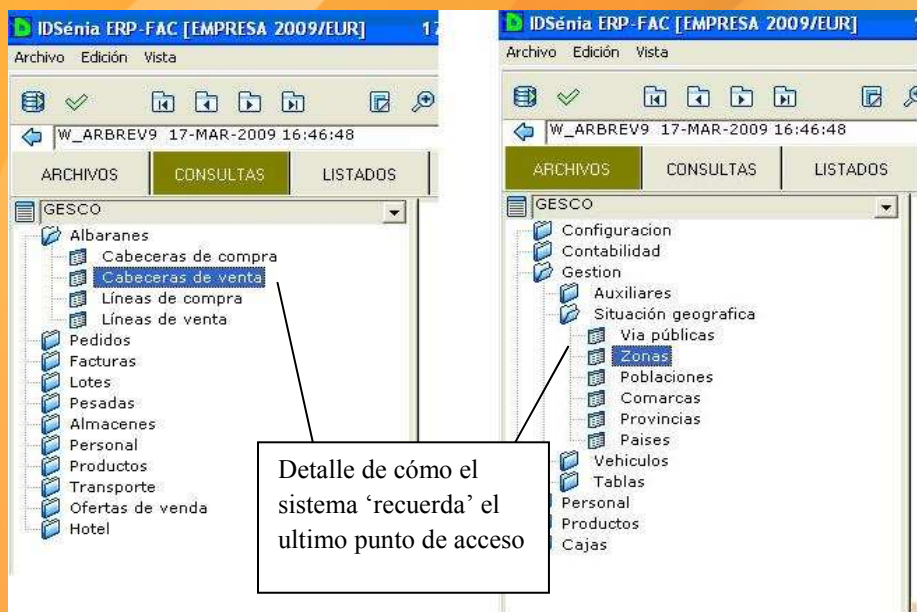 IDSénia ERP-FAC [EMPRESA 2009/EUR] 17
Archivo Edición Vista
W_ARBREV9 17-MAR-2009 16:46:48
ARCHIVOS CONSULTAS LISTADOS
GESCO
Albaranes
Cabeceras de compra
Cabeceras de venta
Líneas de compra
Líneas de venta
Pedidos
Facturas
Lotes
Pesadas
Almacenes
Personal
Productos
Transporte
Ofertas de venda
Hotel
IDSénia ERP-FAC [EMPRESA 2009/EUR]
Archivo Edición Vista
W_ARBREV9 17-MAR-2009 16:46:48
ARCHIVOS CONSULTAS LISTADOS
GESCO
Configuracion
Contabilidad
Gestion
Auxiliares
Situación geografica
Via públicas
Zonas
Poblaciones
Comarcas
Provincias
Paises
Vehiculos
Tablas
Personal
Productos
Cajas
Detalle de cómo el
sistema ‘recuerda’ el
ultimo punto de acceso